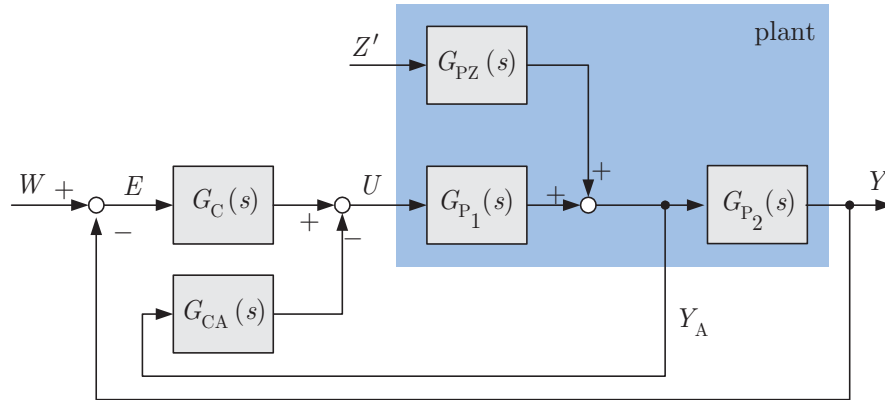 plant
Z′
G_PZ(s)
+
W + E G_C(s) + U G_P1(s) + G_P2(s) Y
− −
G_CA(s)
Y_A